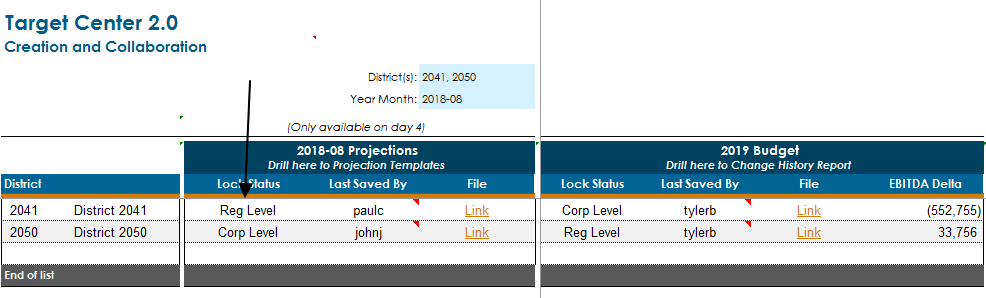 Target Center 2.0
Creation and Collaboration
District(s): 2041, 2050
Year Month: 2018-08
(Only available on day 4)
2018-08 Projections 2019 Budget
Drill here to Projection Templates Drill here to Change History Report
District Lock Status Last Saved By File Lock Status Last Saved By File EBITDA Delta
2041 District 2041 Reg Level paulc Link Corp Level tylerb Link (552,755)
2050 District 2050 Corp Level johnj Link Reg Level tylerb Link 33,756
End of list